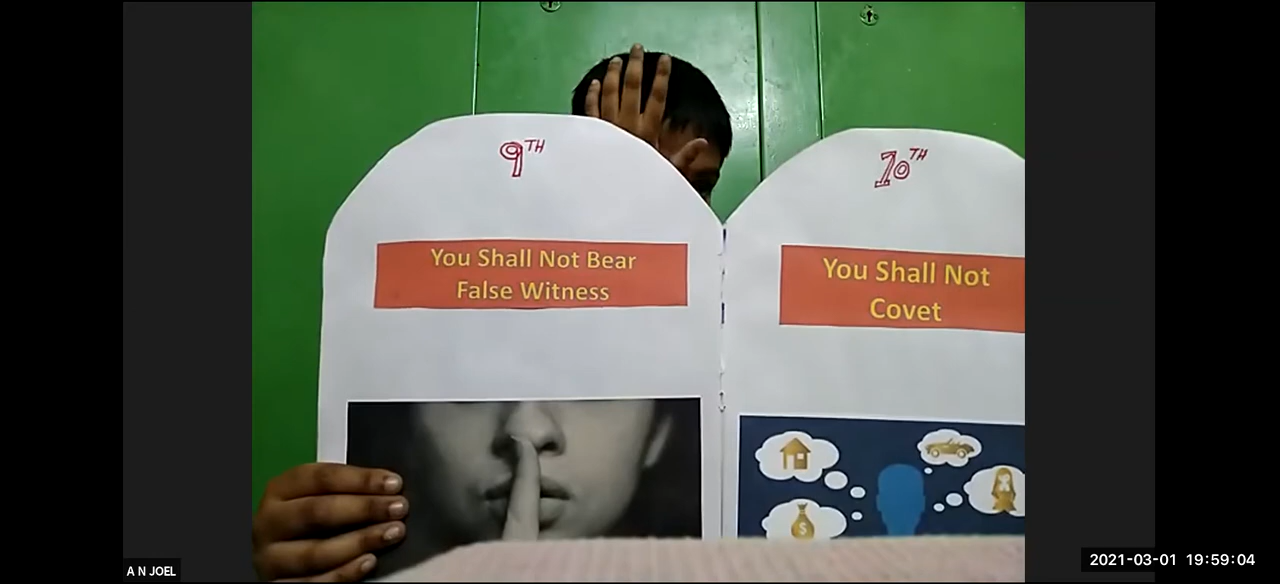 9TH
You Shall Not Bear
False Witness
10TH
You Shall Not
Covet
$
A N JOEL
2021-03-01 19:59:04